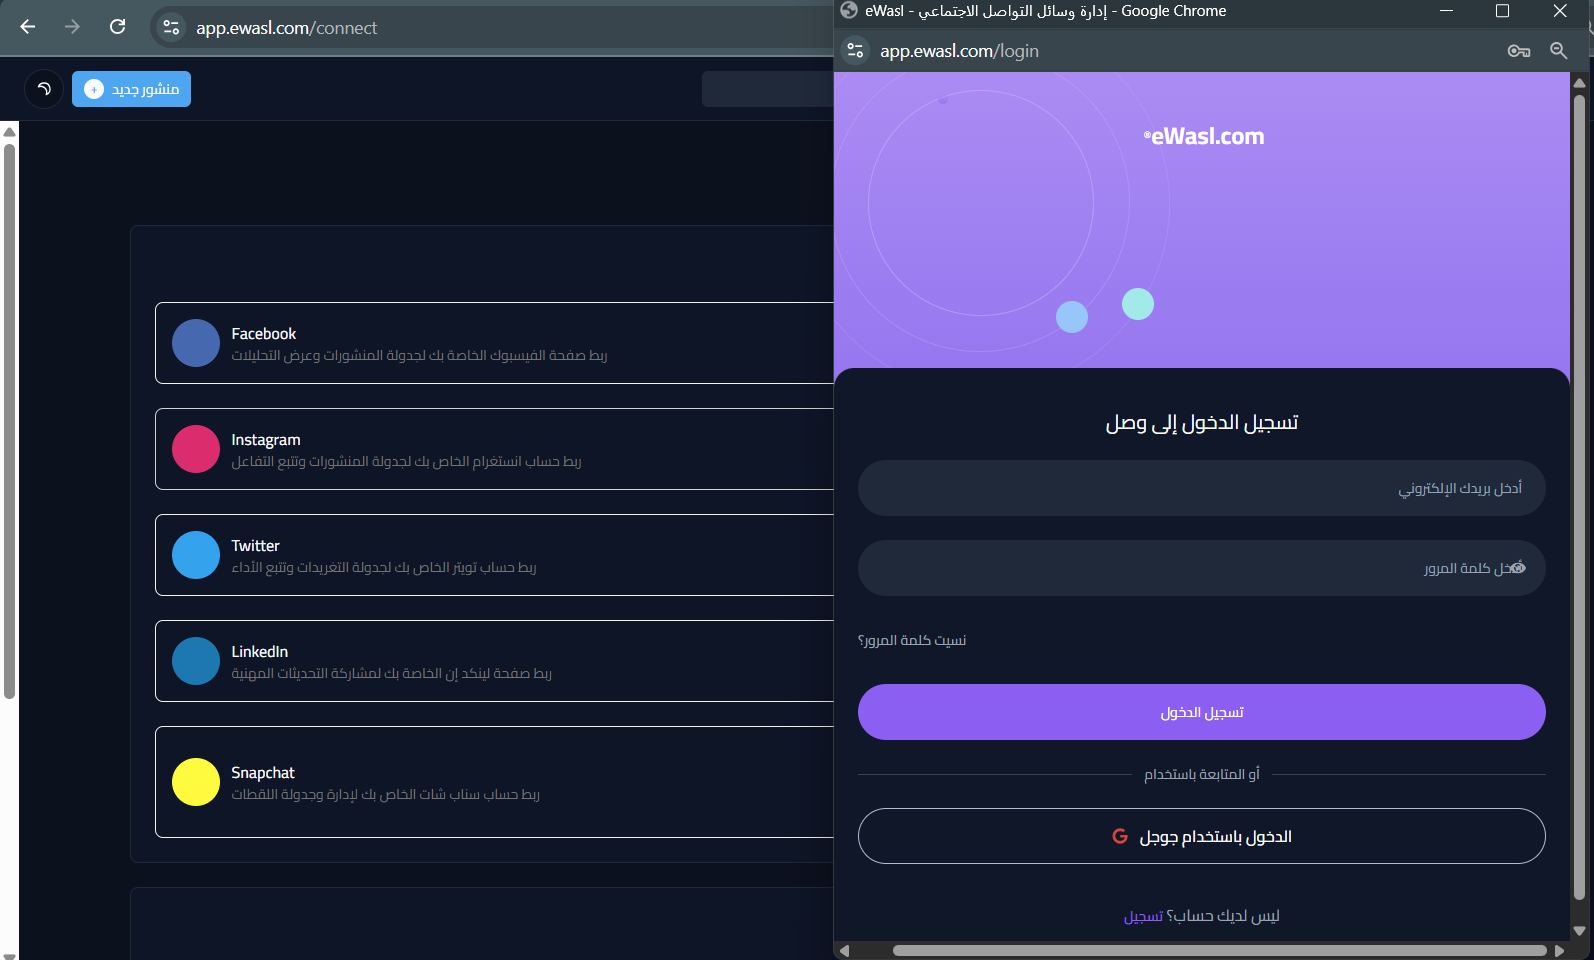 app.ewasl.com/connect
منشور جديد
Facebook
ربط صفحة الفيسبوك الخاصة بك لجدولة المنشورات وعرض التحليلات
Instagram
ربط حساب انستغرام الخاص بك لجدولة المنشورات وتتبع التفاعل
Twitter
ربط حساب تويتر الخاص بك لجدولة التغريدات وتتبع الأداء
LinkedIn
ربط صفحة لينكد إن الخاصة بك لمشاركة التحديثات المهنية
Snapchat
ربط حساب سناب شات الخاص بك لإدارة وجدولة اللقطات
eWasl - إدارة وسائل التواصل الاجتماعي - Google Chrome
app.ewasl.com/login
eWasl.com®
تسجيل الدخول إلى وصل
أدخل بريدك الإلكتروني
أدخل كلمة المرور
نسيت كلمة المرور؟
تسجيل الدخول
أو المتابعة باستخدام
الدخول باستخدام جوجل
ليس لديك حساب؟ تسجيل